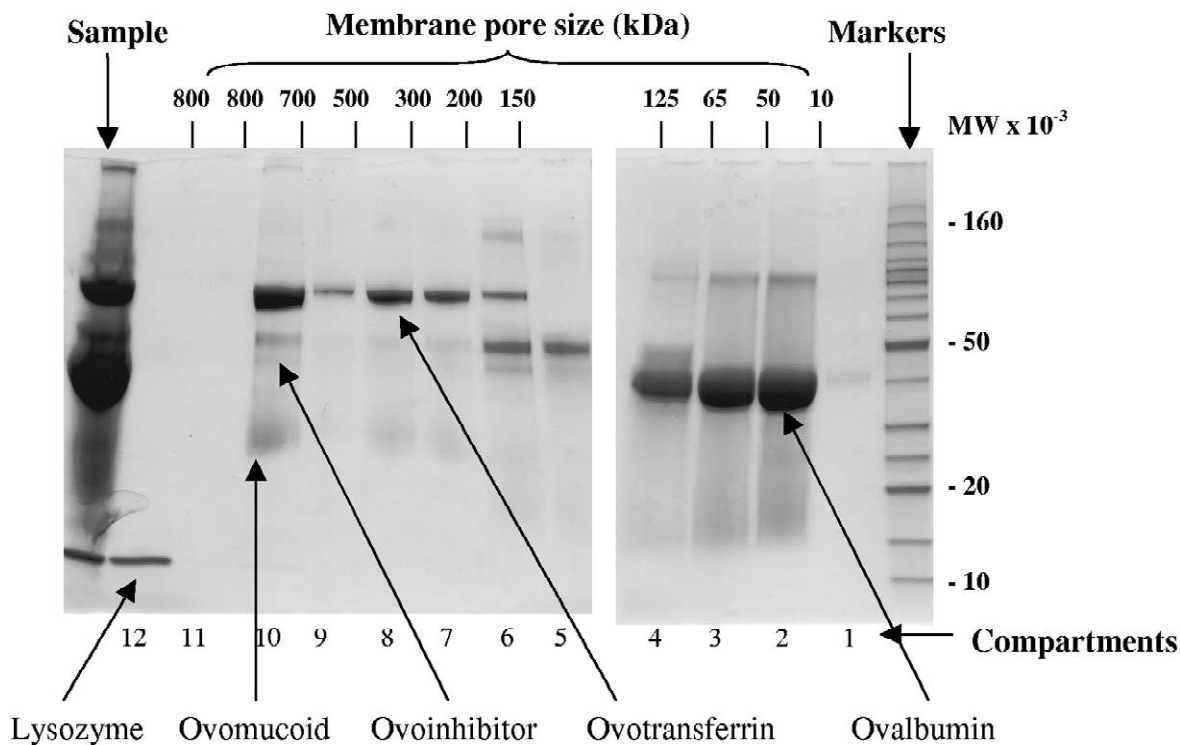 Sample Membrane pore size (kDa) Markers
800 800 700 500 300 200 150 125 65 50 10
MW x 10-3
- 160
- 50
- 20
- 10
12 11 10 9 8 7 6 5 4 3 2 1 Compartments
Lysozyme Ovomucoid Ovoinhibitor Ovotransferrin Ovalbumin